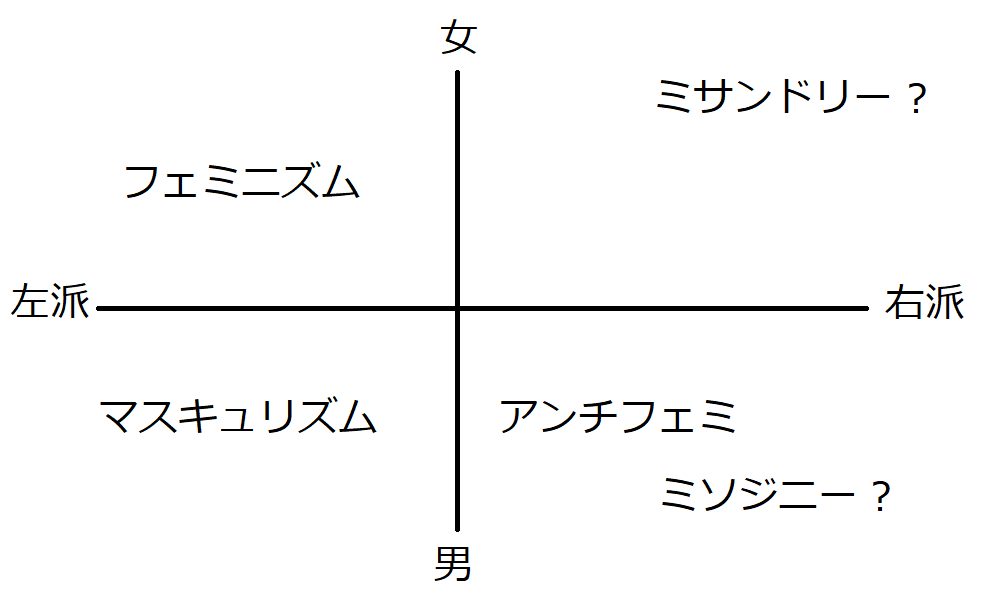 女
ミサンドリー?
フェミニズム
左派
右派
マスキュリズム
アンチフェミ
ミソジニー?
男